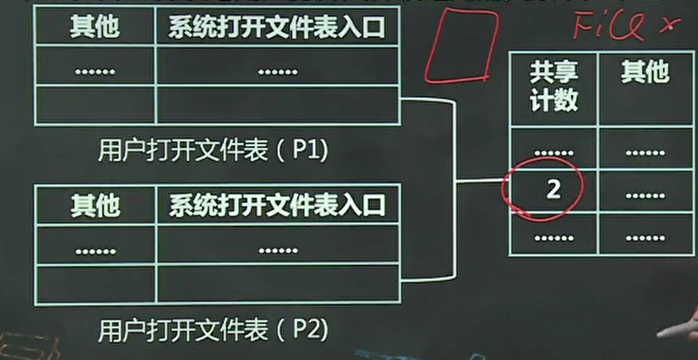 其他 系统打开文件表入口
...... ......
用户打开文件表（P1)
其他 系统打开文件表入口
...... ......
用户打开文件表（P2)
File x
共享计数 其他
...... ......
2 ......
...... ......